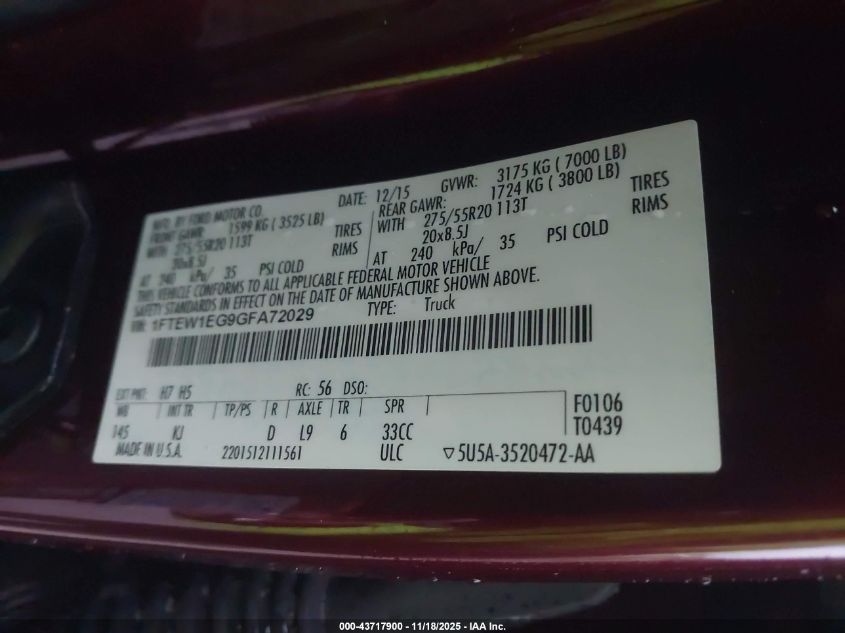 MFG. BY FORD MOTOR CO.
DATE: 12/15 GVWR: 3175 KG ( 7000 LB)
FRONT GAWR: 1599 KG ( 3525 LB)
REAR GAWR: 1724 KG ( 3800 LB)
WITH 275/55R20 113T TIRES
WITH 275/55R20 113T TIRES
20x8.5J RIMS
20x8.5J RIMS
AT 240 kPa/ 35 PSI COLD
AT 240 kPa/ 35 PSI COLD
THIS VEHICLE CONFORMS TO ALL APPLICABLE FEDERAL MOTOR VEHICLE
SAFETY STANDARDS IN EFFECT ON THE DATE OF MANUFACTURE SHOWN ABOVE.
VIN: 1FTEW1EG9GFA72029 TYPE: Truck
EXT PNT: H7 H5 RC: 56 DSO:
WB INT TR TP/PS R AXLE TR SPR
145 KJ D L9 6 33CC
F0106
T0439
MADE IN U.S.A. 2201512111561 ULC ▽5U5A-3520472-AA
000-43717900 - 11/18/2025 - IAA Inc.